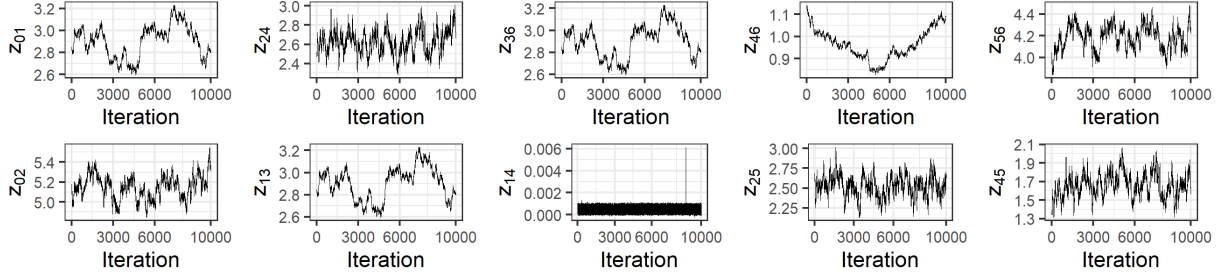 3.2 3.0 2.8 2.6 z01 0 3000 6000 10000 Iteration
3.0 2.8 2.6 2.4 z24 0 3000 6000 10000 Iteration
3.2 3.0 2.8 2.6 z36 0 3000 6000 10000 Iteration
1.1 1.0 0.9 z46 0 3000 6000 10000 Iteration
4.4 4.2 4.0 z56 0 3000 6000 10000 Iteration
5.4 5.2 5.0 z02 0 3000 6000 10000 Iteration
3.2 3.0 2.8 2.6 z13 0 3000 6000 10000 Iteration
0.006 0.004 0.002 0.000 z14 0 3000 6000 10000 Iteration
3.00 2.75 2.50 2.25 z25 0 3000 6000 10000 Iteration
2.1 1.9 1.7 1.5 1.3 z45 0 3000 6000 10000 Iteration